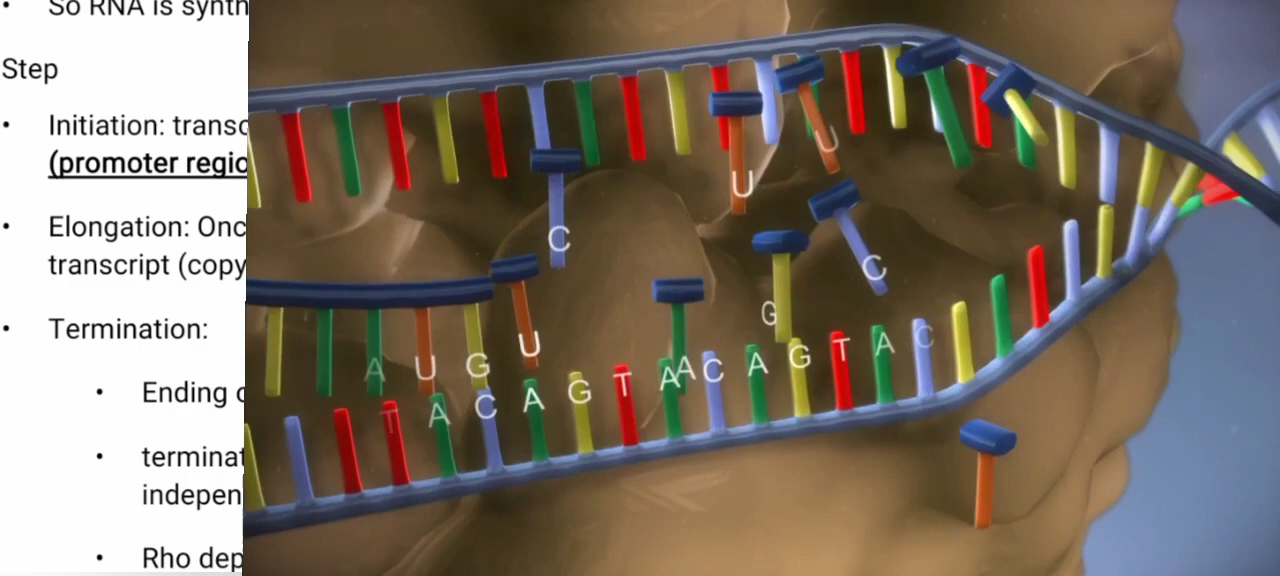 • So RNA is synth
Step
• Initiation: transc
(promoter regio
• Elongation: Onc
transcript (copy
• Termination:
• Ending o
• terminat
indepen
• Rho dep
U
U
C
C
G
U
A U G
T A C A G T A A C A G T A C